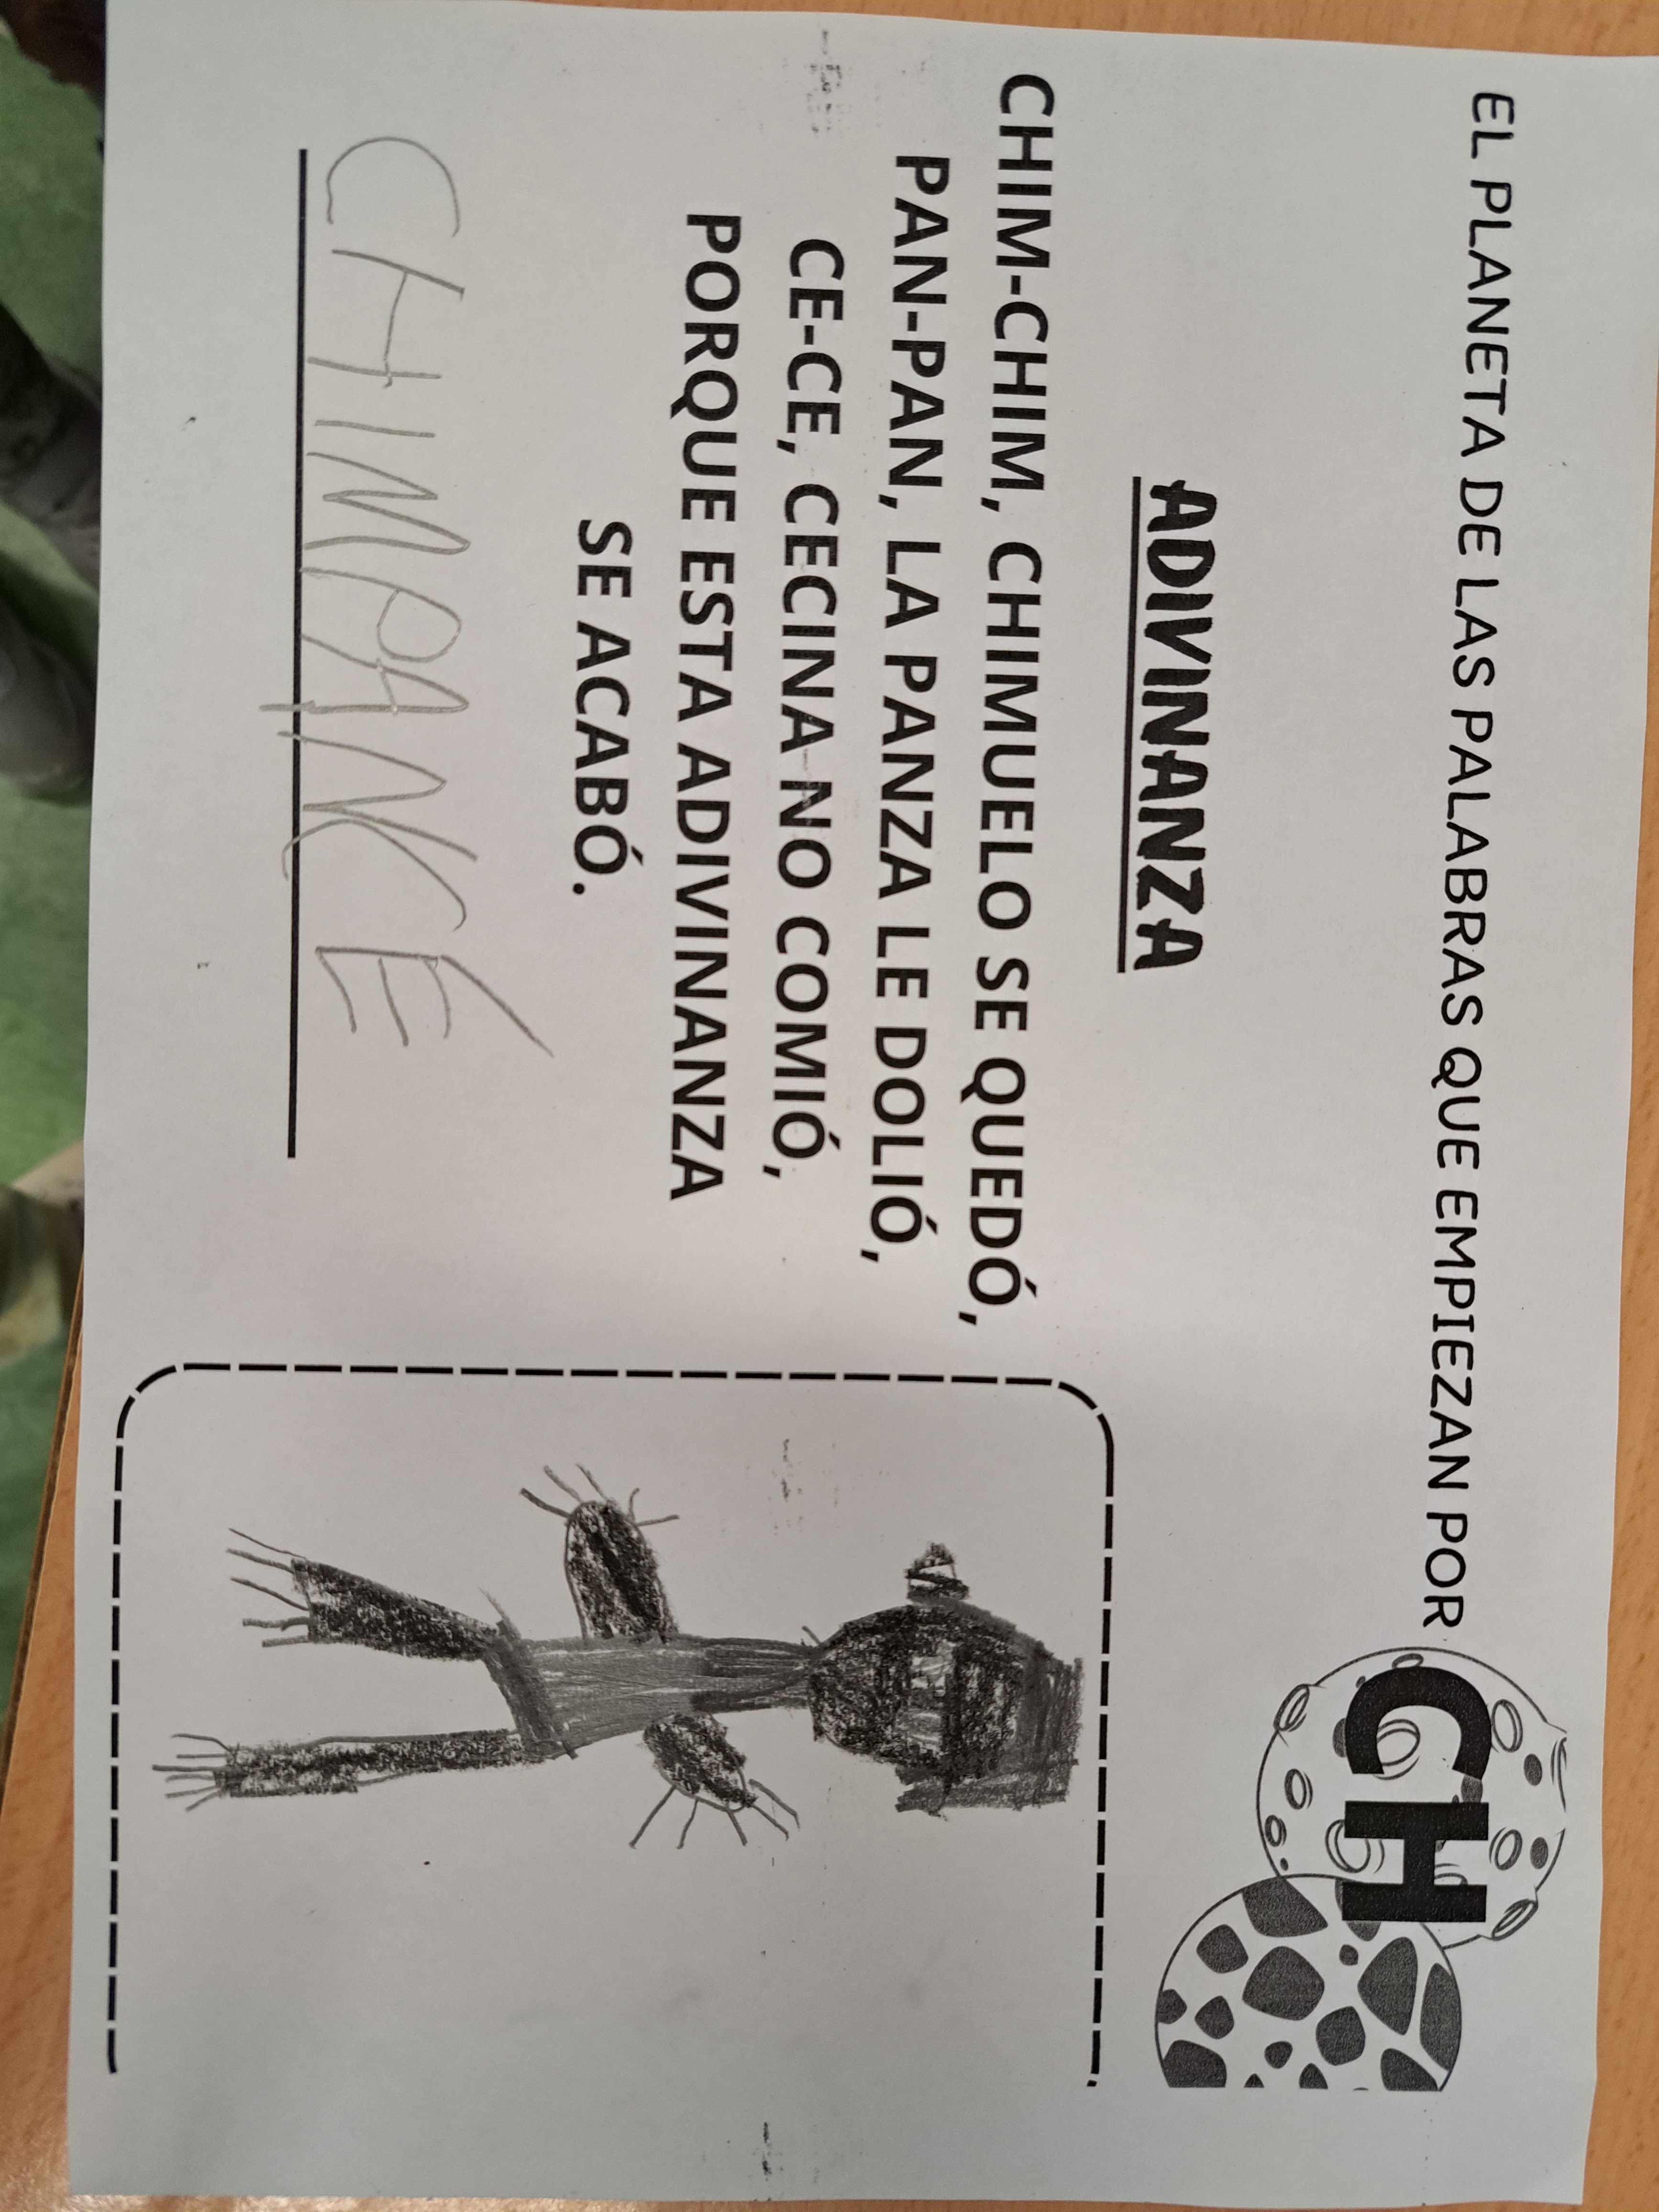 EL PLANETA DE LAS PALABRAS QUE EMPIEZAN POR CH
ADIVINANZA
CHIM-CHIM, CHIMUELO SE QUEDÓ,
PAN-PAN, LA PANZA LE DOLIÓ,
CE-CE, CECINA NO COMIÓ,
PORQUE ESTA ADIVINANZA
SE ACABÓ.
CHIMPANCÉ